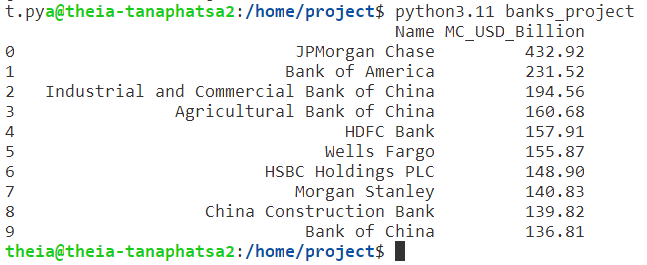 t.pya@theia-tanaphatsa2:/home/project$ python3.11 banks_project
Name MC_USD_Billion
0 JPMorgan Chase 432.92
1 Bank of America 231.52
2 Industrial and Commercial Bank of China 194.56
3 Agricultural Bank of China 160.68
4 HDFC Bank 157.91
5 Wells Fargo 155.87
6 HSBC Holdings PLC 148.90
7 Morgan Stanley 140.83
8 China Construction Bank 139.82
9 Bank of China 136.81
theia@theia-tanaphatsa2:/home/project$